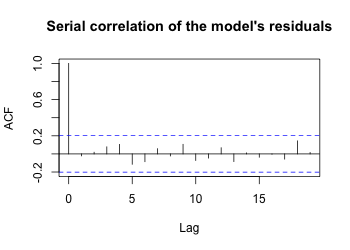 Serial correlation of the model's residuals
ACF
1.0
0.6
0.2
-0.2
0 5 10 15
Lag